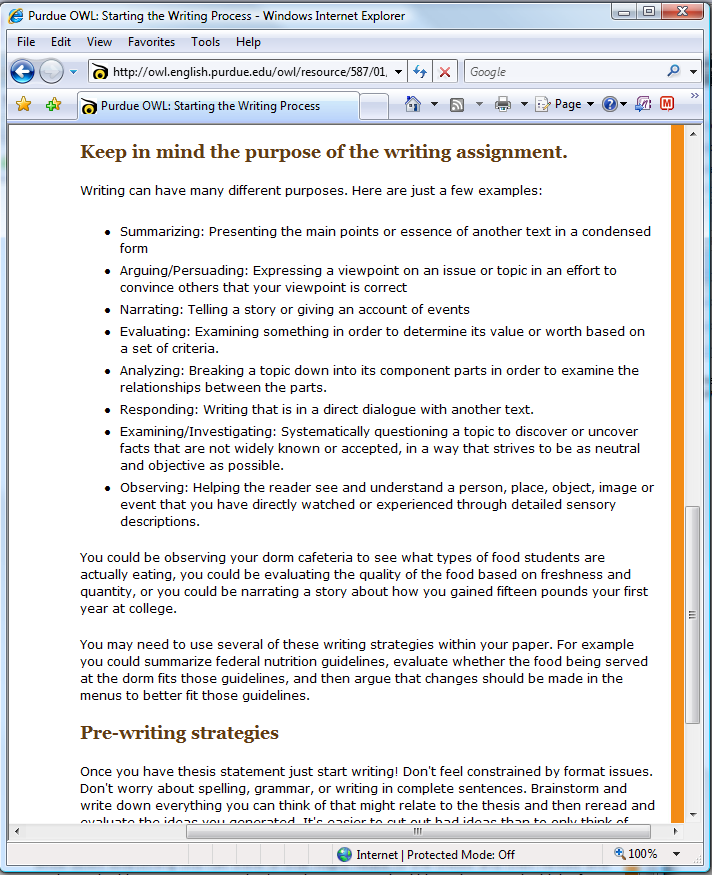 Purdue OWL: Starting the Writing Process - Windows Internet Explorer
File Edit View Favorites Tools Help
http://owl.english.purdue.edu/owl/resource/587/01, Google
Purdue OWL: Starting the Writing Process Page
Keep in mind the purpose of the writing assignment.
Writing can have many different purposes. Here are just a few examples:
• Summarizing: Presenting the main points or essence of another text in a condensed
form
• Arguing/Persuading: Expressing a viewpoint on an issue or topic in an effort to
convince others that your viewpoint is correct
• Narrating: Telling a story or giving an account of events
• Evaluating: Examining something in order to determine its value or worth based on
a set of criteria.
• Analyzing: Breaking a topic down into its component parts in order to examine the
relationships between the parts.
• Responding: Writing that is in a direct dialogue with another text.
• Examining/Investigating: Systematically questioning a topic to discover or uncover
facts that are not widely known or accepted, in a way that strives to be as neutral
and objective as possible.
• Observing: Helping the reader see and understand a person, place, object, image or
event that you have directly watched or experienced through detailed sensory
descriptions.
You could be observing your dorm cafeteria to see what types of food students are
actually eating, you could be evaluating the quality of the food based on freshness and
quantity, or you could be narrating a story about how you gained fifteen pounds your first
year at college.
You may need to use several of these writing strategies within your paper. For example
you could summarize federal nutrition guidelines, evaluate whether the food being served
at the dorm fits those guidelines, and then argue that changes should be made in the
menus to better fit those guidelines.
Pre-writing strategies
Once you have thesis statement just start writing! Don't feel constrained by format issues.
Don't worry about spelling, grammar, or writing in complete sentences. Brainstorm and
write down everything you can think of that might relate to the thesis and then reread and
evaluate the ideas you generated. It's easier to cut out bad ideas than to only think of
Internet | Protected Mode: Off 100%